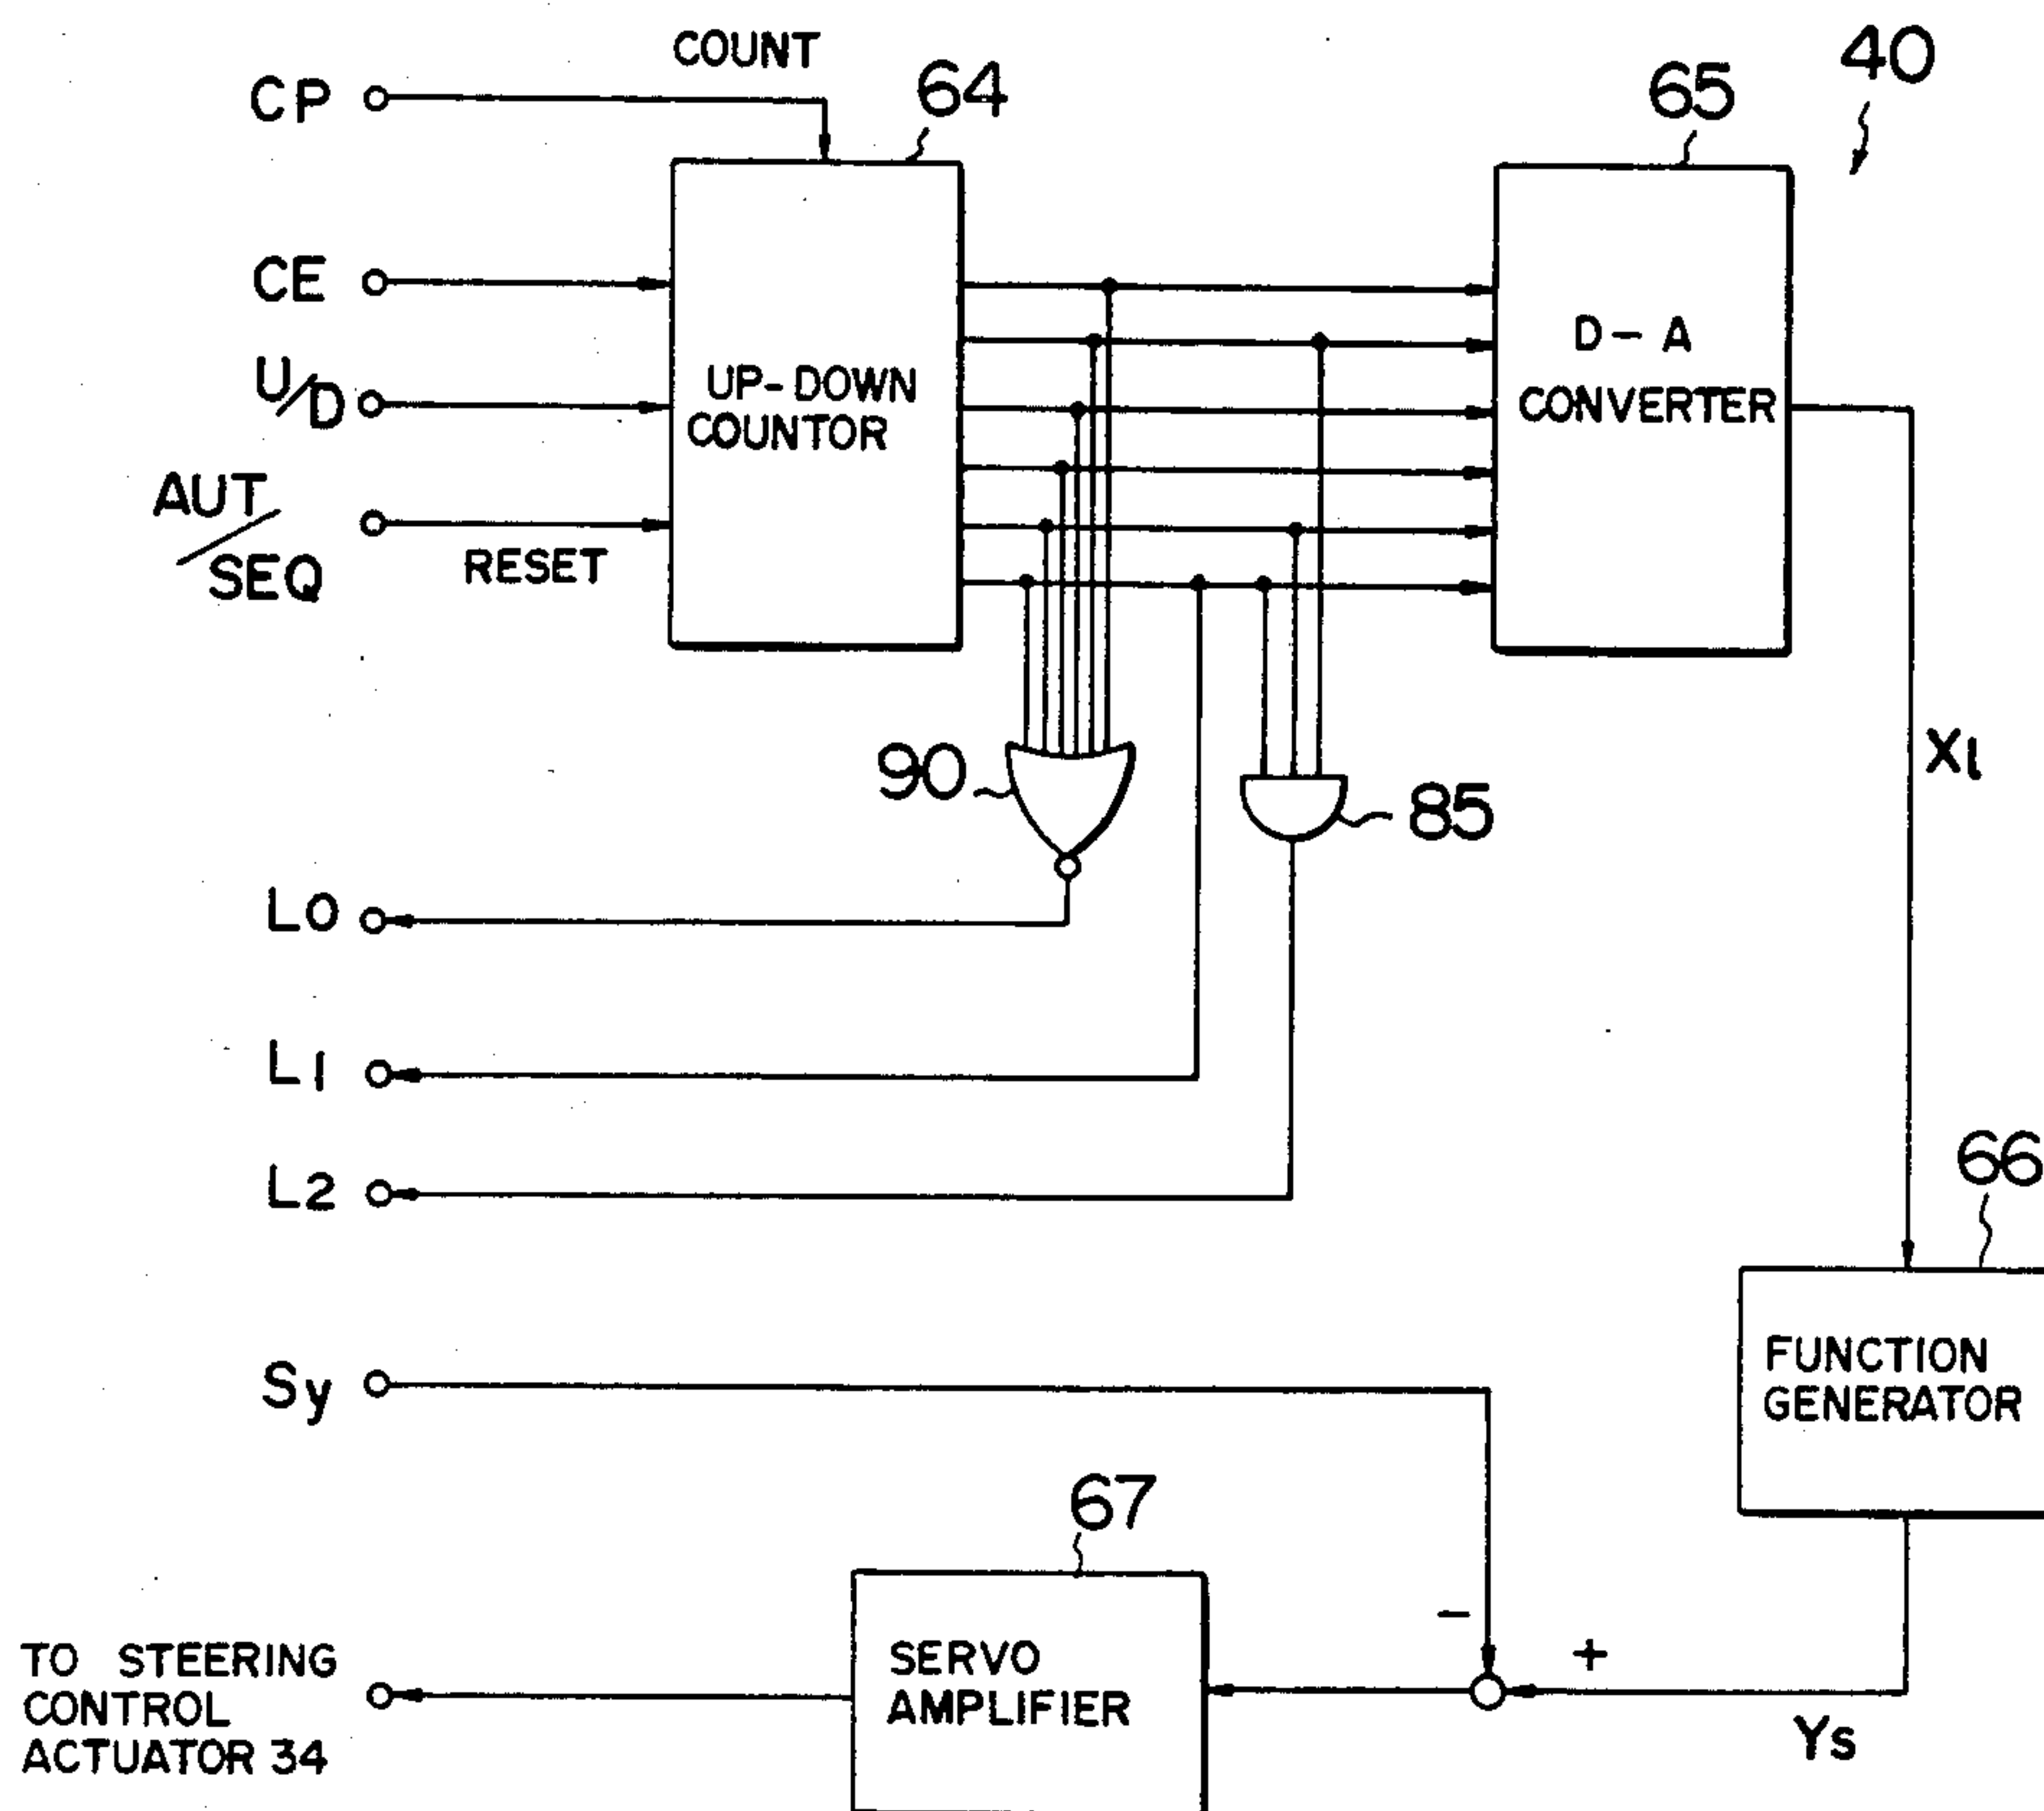 COUNT
CP
64
65
40
CE
U/D
UP-DOWN
COUNTOR
D-A
CONVERTER
AUT/SEQ
RESET
90
85
Xl
L0
L1
L2
66
FUNCTION
GENERATOR
Sy
67
-
+
SERVO
AMPLIFIER
Ys
TO STEERING
CONTROL
ACTUATOR 34